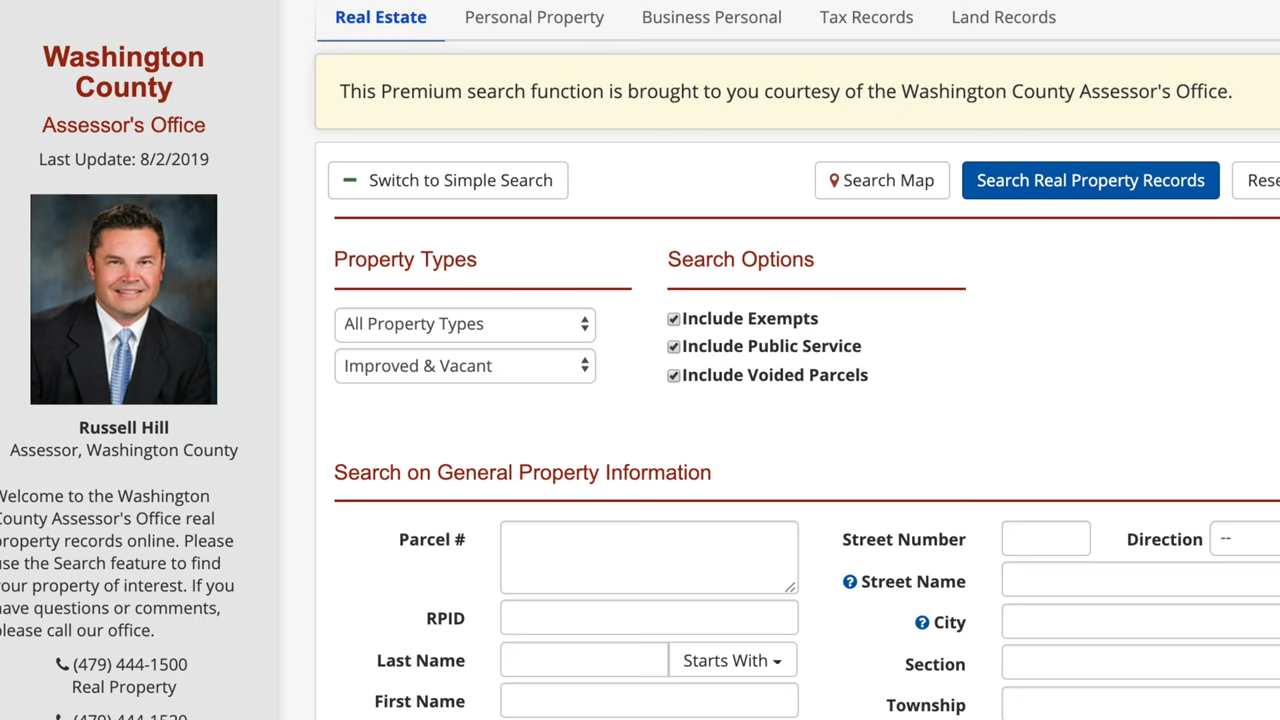 Real Estate
Personal Property
Business Personal
Tax Records
Land Records
Washington
County
Assessor's Office
Last Update: 8/2/2019
Russell Hill
Assessor, Washington County
Welcome to the Washington
County Assessor's Office real
property records online. Please
use the Search feature to find
your property of interest. If you
have questions or comments,
please call our office.
(479) 444-1500
Real Property
This Premium search function is brought to you courtesy of the Washington County Assessor's Office.
Switch to Simple Search
Search Map
Search Real Property Records
Property Types
All Property Types
Improved & Vacant
Search Options
Include Exempts
Include Public Service
Include Voided Parcels
Search on General Property Information
Parcel #
RPID
Last Name
Starts With
First Name
Street Number
Direction
--
? Street Name
? City
Section
Township